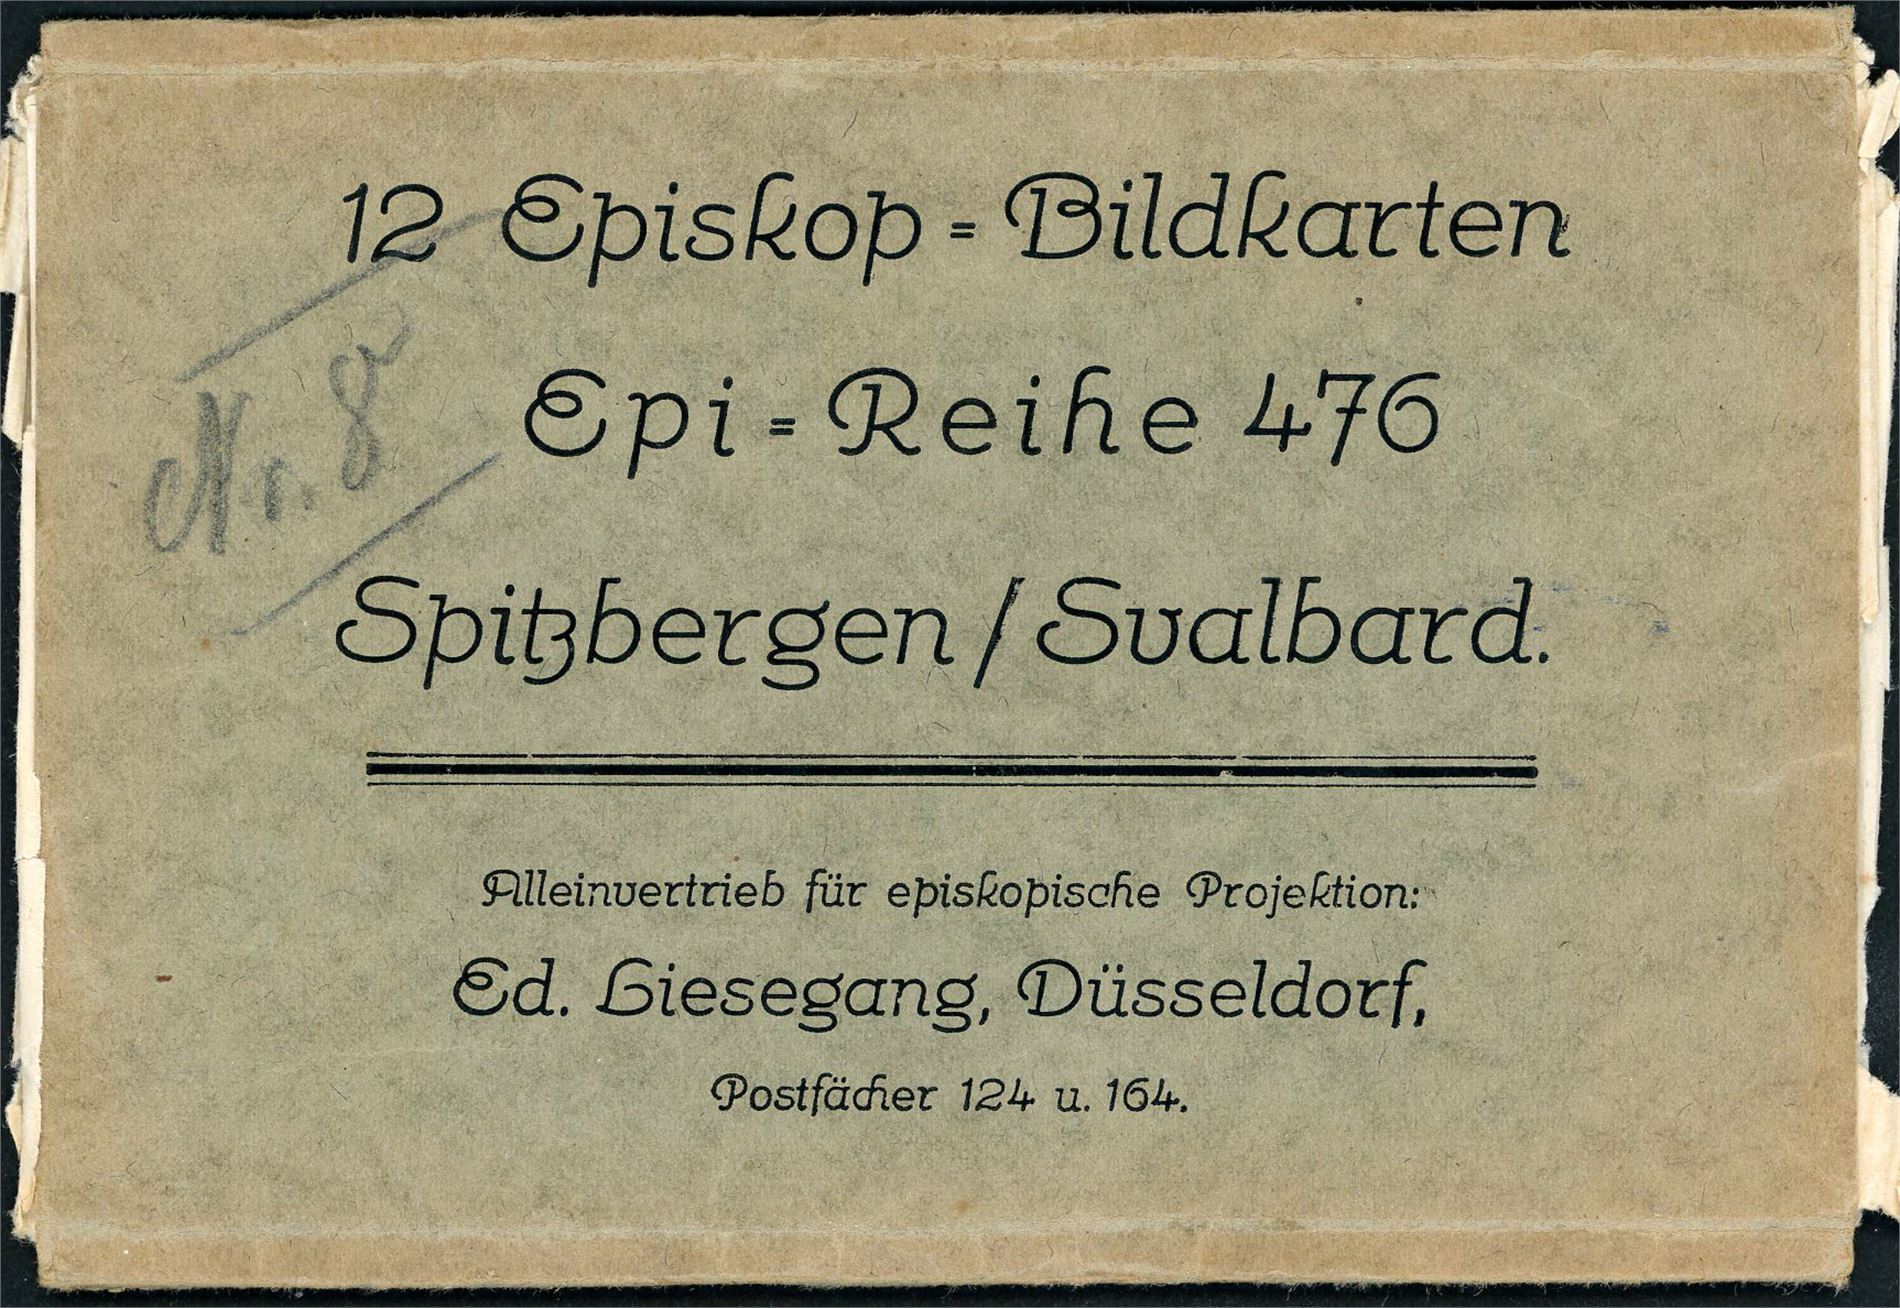 12 Episkop=Bildkarten
Epi=Reihe 476
Nr. 8
Spitzbergen / Svalbard.
Alleinvertrieb für episkopische Projektion:
Ed. Liesegang, Düsseldorf,
Postfächer 124 u. 164.